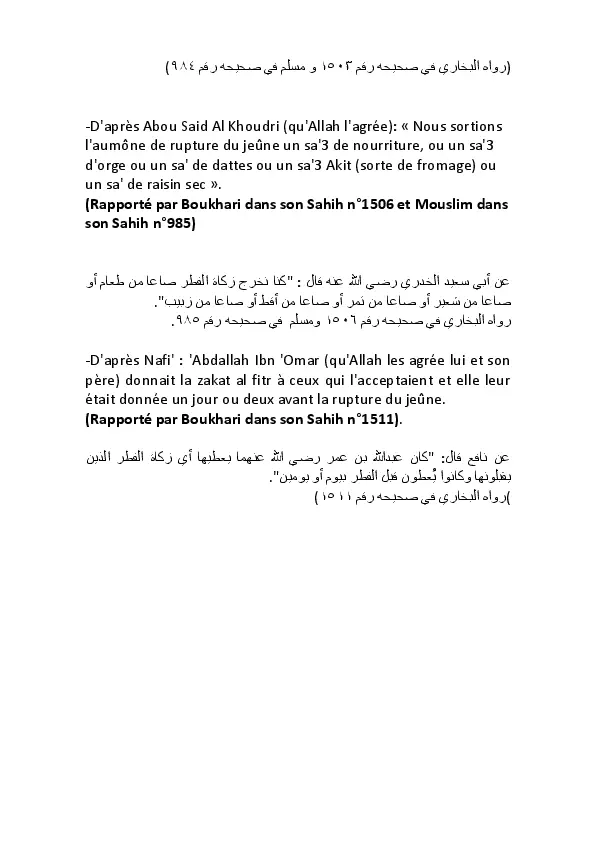 (رواه البخاري في صحيحه رقم ١٥٠٣ و مسلم في صحيحه رقم ٩٨٤)
-D'après Abou Said Al Khoudri (qu'Allah l'agrée): « Nous sortions
l'aumône de rupture du jeûne un sa'3 de nourriture, ou un sa'3
d'orge ou un sa' de dattes ou un sa'3 Akit (sorte de fromage) ou
un sa' de raisin sec ».
(Rapporté par Boukhari dans son Sahih n°1506 et Mouslim dans
son Sahih n°985)
عن أبي سعيد الخدري رضي الله عنه قال : "كنا نخرج زكاة الفطر صاعا من طعام أو
صاعا من شعير أو صاعا من تمر أو صاعا من أقط أو صاعا من زبيب".
رواه البخاري في صحيحه رقم ١٥٠٦ ومسلم في صحيحه رقم ٩٨٥.
-D'après Nafi' : 'Abdallah Ibn 'Omar (qu'Allah les agrée lui et son
père) donnait la zakat al fitr à ceux qui l'acceptaient et elle leur
était donnée un jour ou deux avant la rupture du jeûne.
(Rapporté par Boukhari dans son Sahih n°1511).
عن نافع قال: "كان عبدالله بن عمر رضي الله عنهما يعطيها أي زكاة الفطر الذين
يقبلونها وكانوا يُعطون قبل الفطر بيوم أو يومين".
)رواه البخاري في صحيحه رقم ١٥١١)